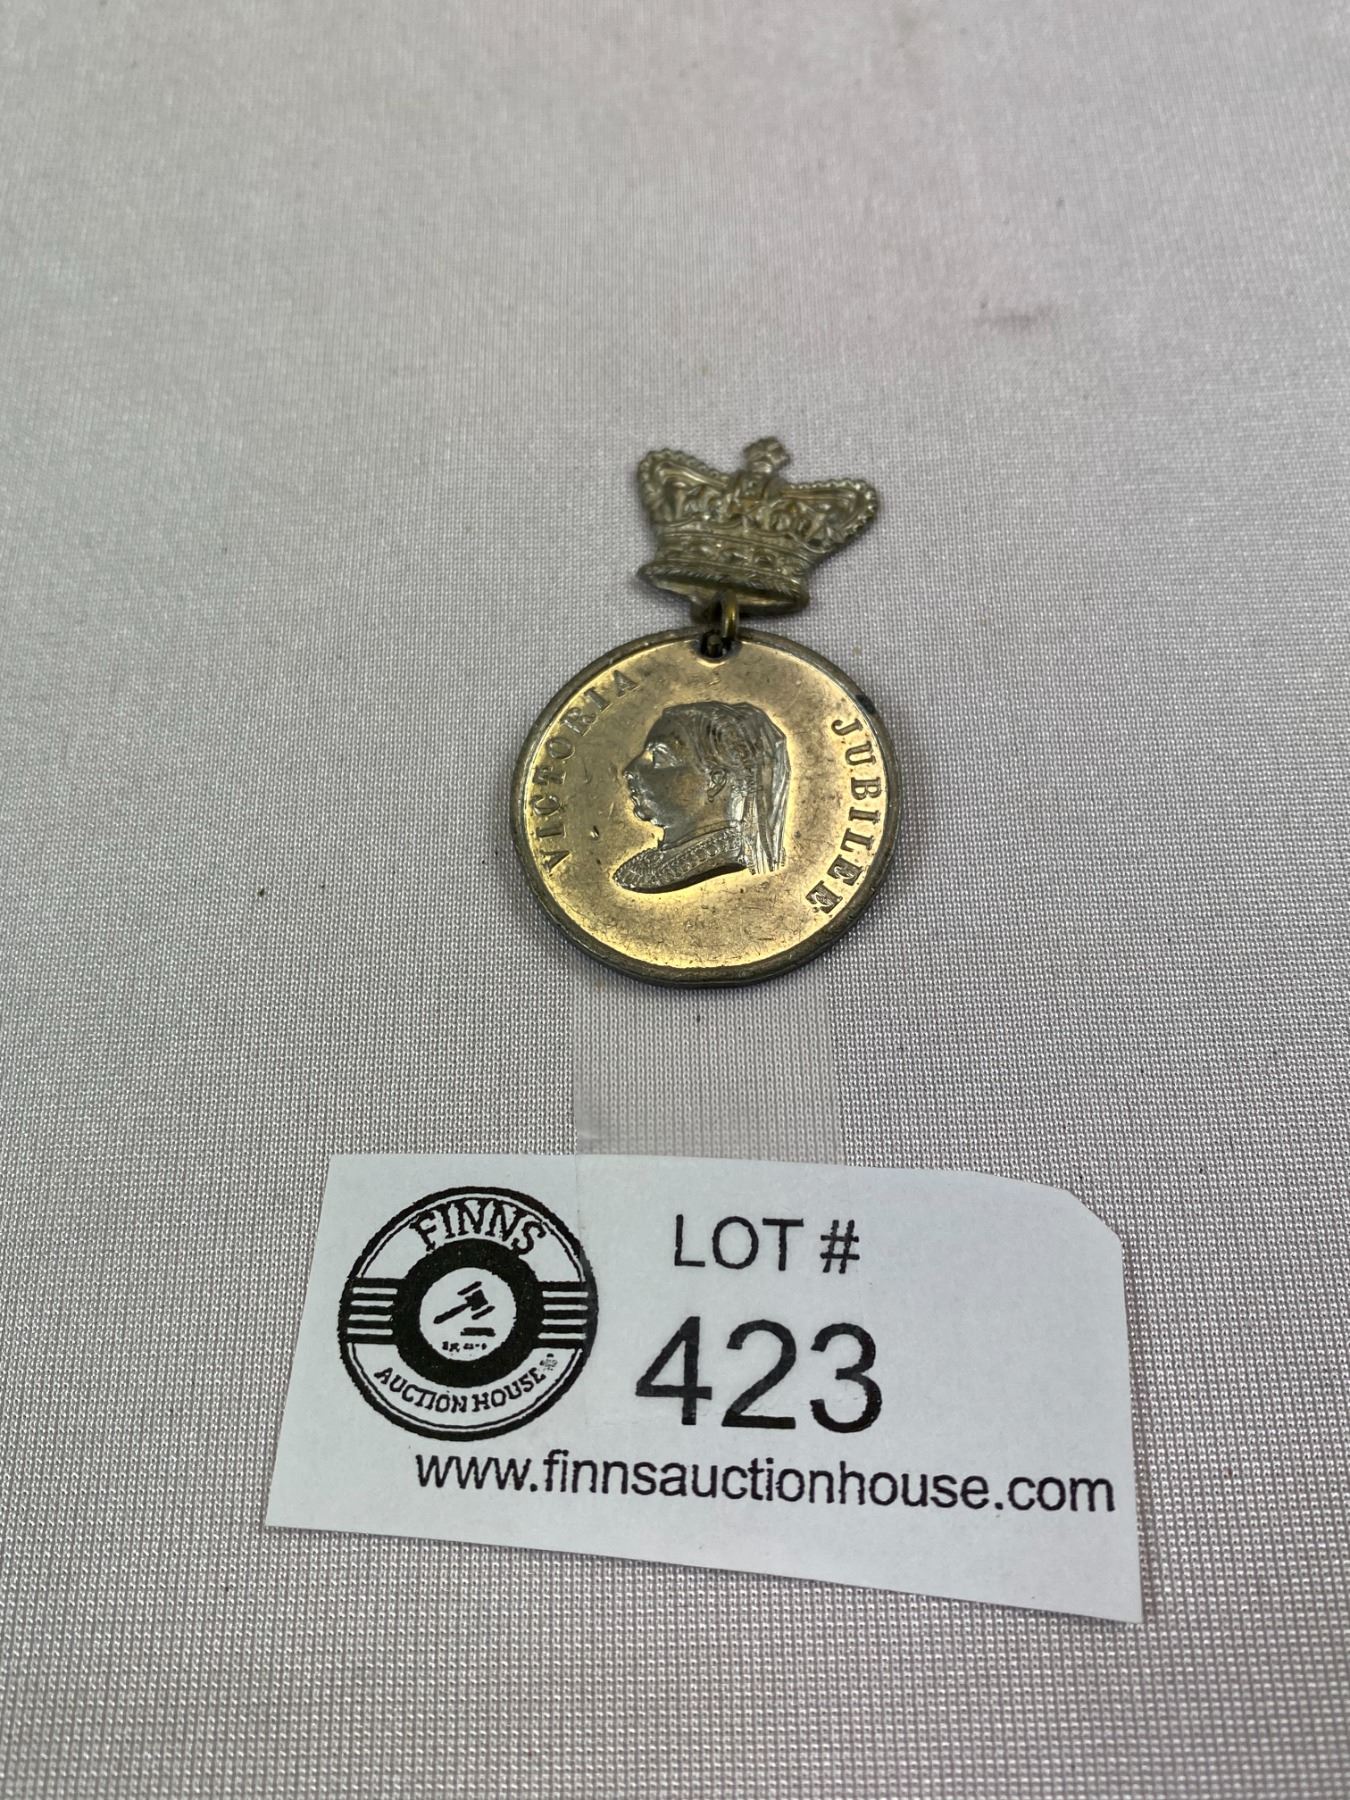 VICTORIA JUBILEE
FINNS
AUCTION HOUSE
LOT #
423
www.finnsauctionhouse.com